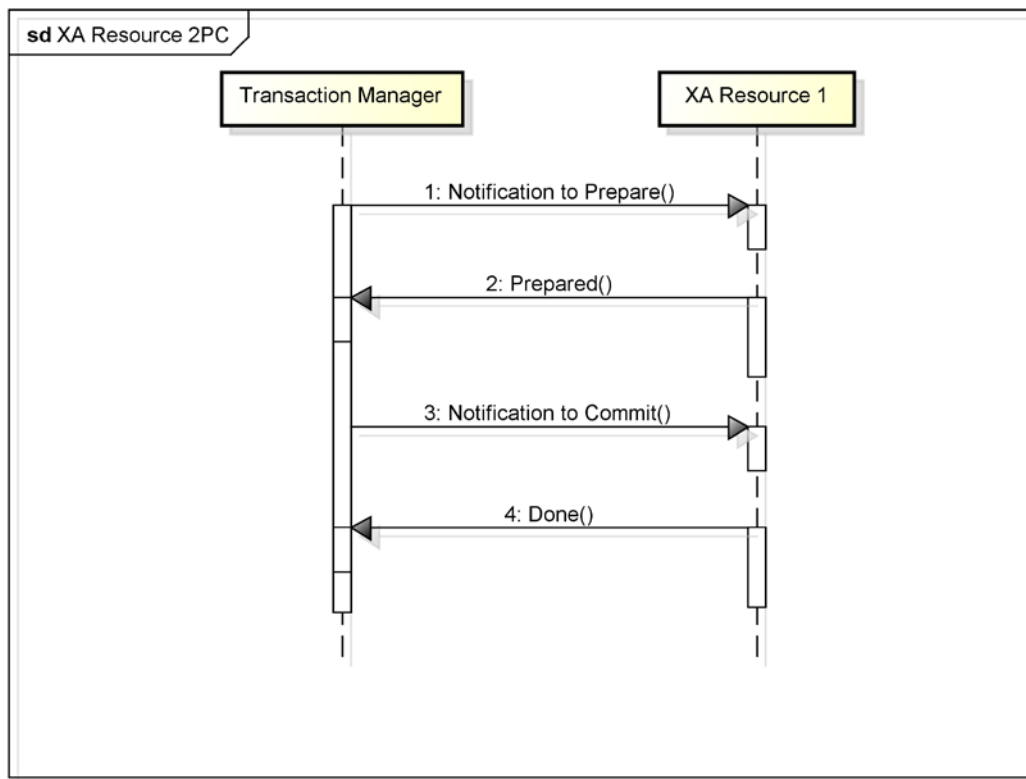 sd XA Resource 2PC
Transaction Manager
XA Resource 1
1: Notification to Prepare()
2: Prepared()
3: Notification to Commit()
4: Done()